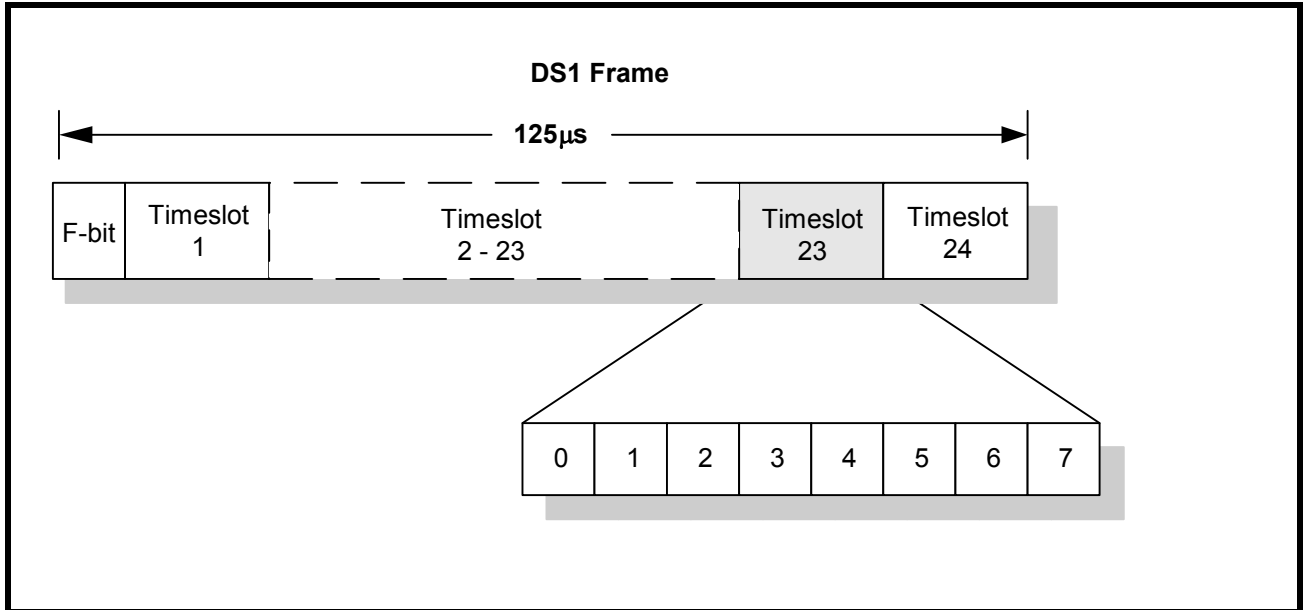 DS1 Frame
125μs
F-bit
Timeslot
1
Timeslot
2 - 23
Timeslot
23
Timeslot
24
0 1 2 3 4 5 6 7